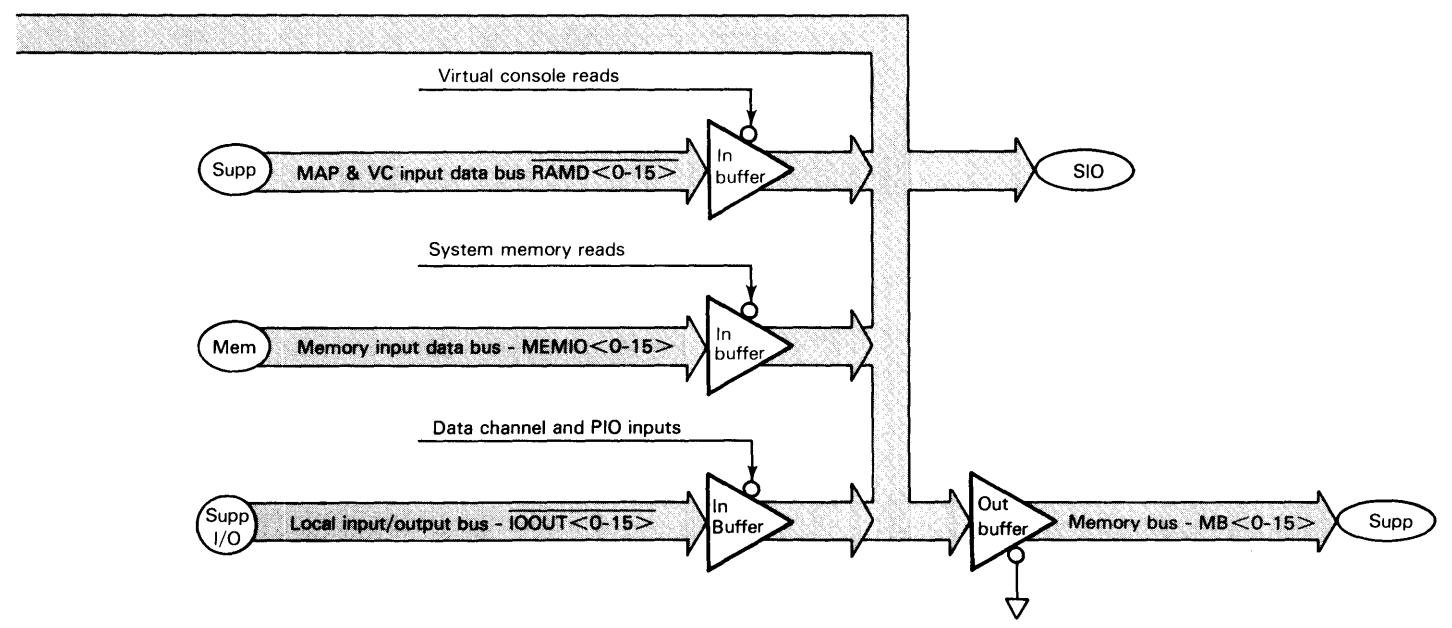 Virtual console reads
Supp
MAP & VC input data bus RAMD<0-15>
In
buffer
SIO
System memory reads
Mem
Memory input data bus - MEMIO<0-15>
In
buffer
Data channel and PIO inputs
Supp
I/O
Local input/output bus - IOOUT<0-15>
In
Buffer
Out
buffer
Memory bus - MB<0-15>
Supp